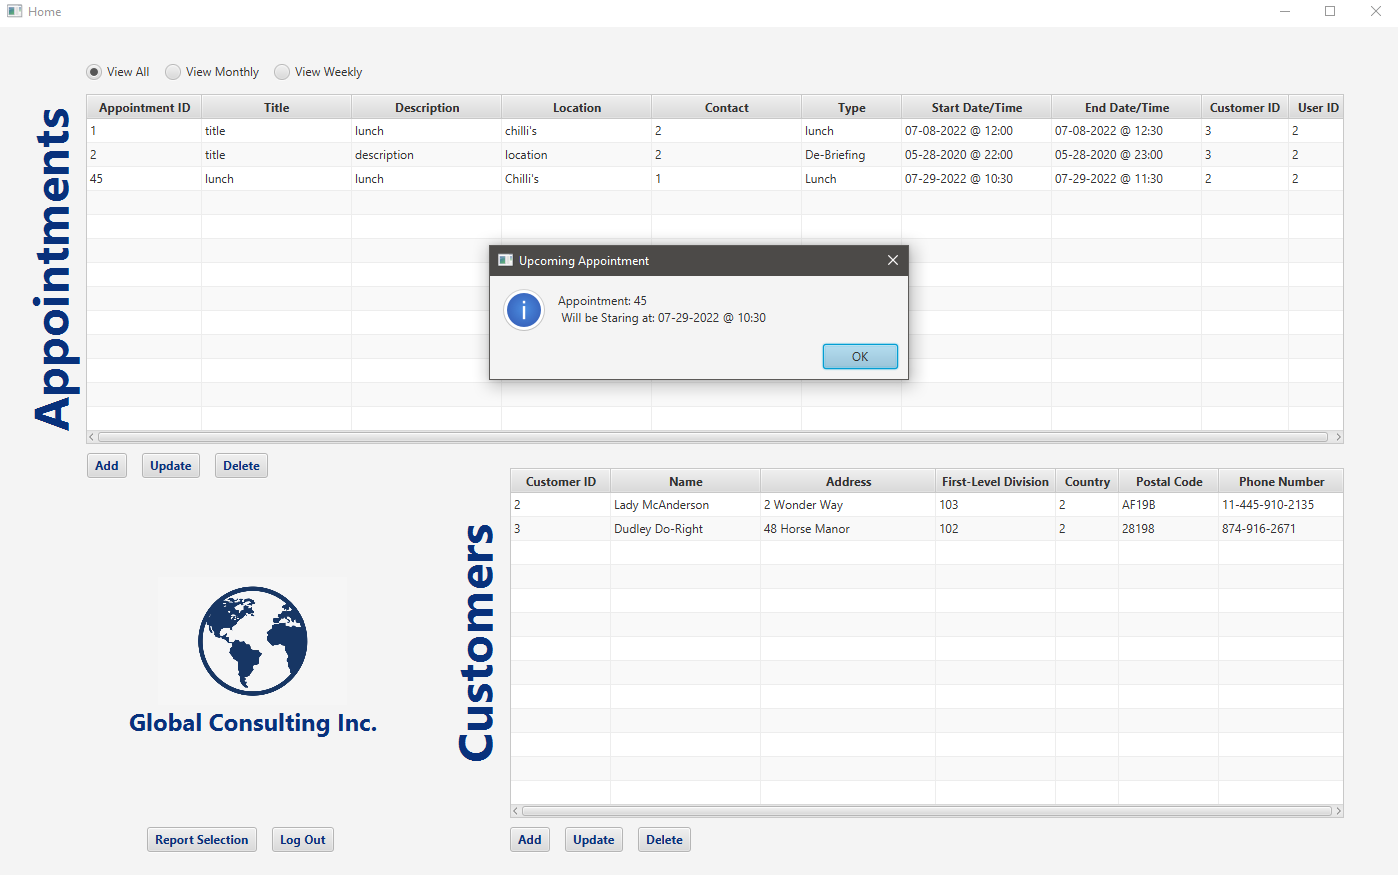 Home
View All View Monthly View Weekly
Appointments
Appointment ID Title Description Location Contact Type Start Date/Time End Date/Time Customer ID User ID
1 title lunch chilli's 2 lunch 07-08-2022 @ 12:00 07-08-2022 @ 12:30 3 2
2 title description location 2 De-Briefing 05-28-2020 @ 22:00 05-28-2020 @ 23:00 3 2
45 lunch lunch Chilli's 1 Lunch 07-29-2022 @ 10:30 07-29-2022 @ 11:30 2 2
Upcoming Appointment
i
Appointment: 45
Will be Staring at: 07-29-2022 @ 10:30
OK
Add Update Delete
Customers
Customer ID Name Address First-Level Division Country Postal Code Phone Number
2 Lady McAnderson 2 Wonder Way 103 2 AF19B 11-445-910-2135
3 Dudley Do-Right 48 Horse Manor 102 2 28198 874-916-2671
Global Consulting Inc.
Report Selection Log Out
Add Update Delete